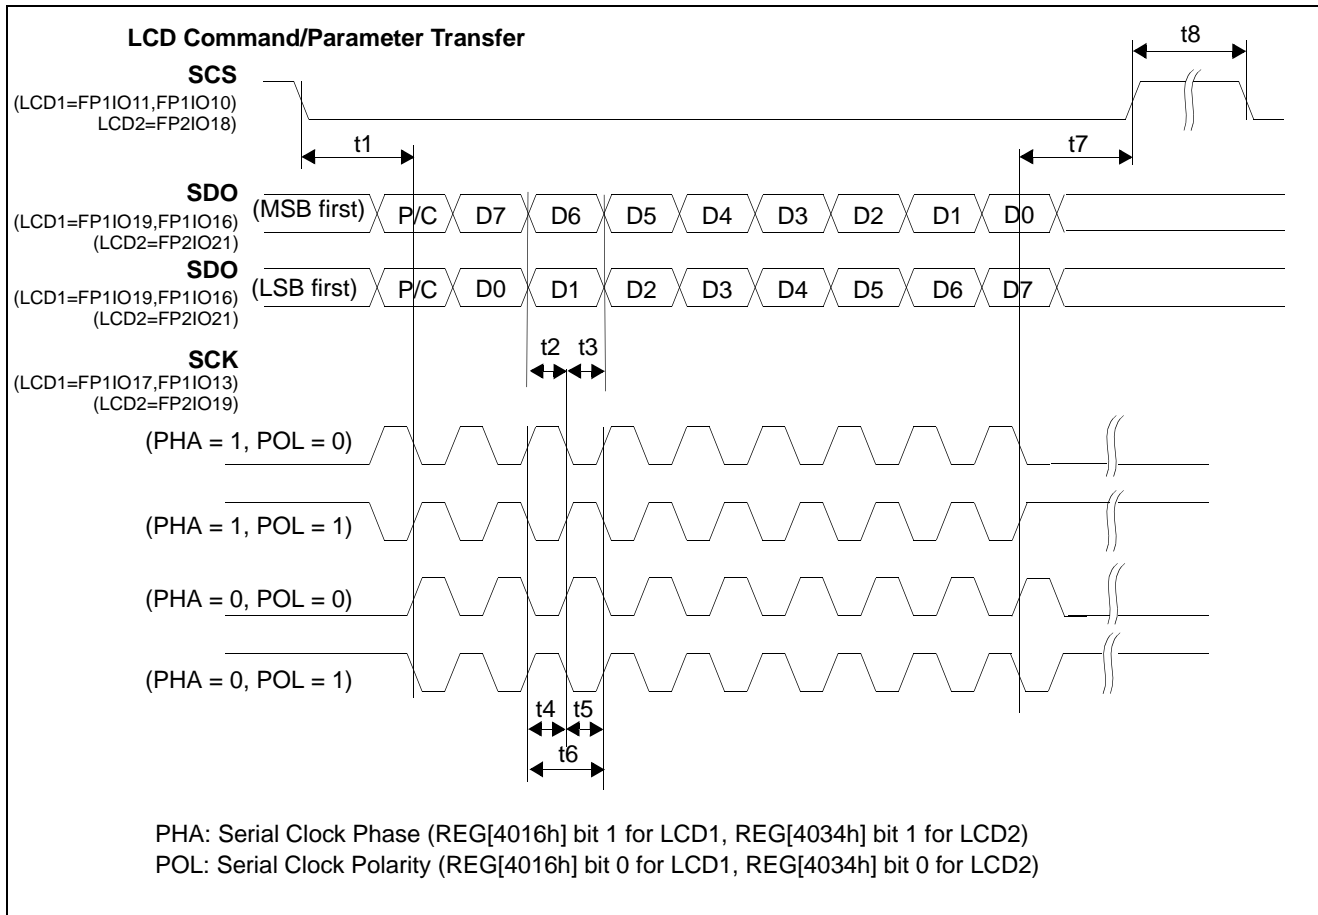 LCD Command/Parameter Transfer
t8
SCS
(LCD1=FP1IO11,FP1IO10)
LCD2=FP2IO18)
t1
t7
SDO
(LCD1=FP1IO19,FP1IO16)
(LCD2=FP2IO21)
(MSB first) P/C D7 D6 D5 D4 D3 D2 D1 D0
SDO
(LCD1=FP1IO19,FP1IO16)
(LCD2=FP2IO21)
(LSB first) P/C D0 D1 D2 D3 D4 D5 D6 D7
SCK
(LCD1=FP1IO17,FP1IO13)
(LCD2=FP2IO19)
t2 t3
(PHA = 1, POL = 0)
(PHA = 1, POL = 1)
(PHA = 0, POL = 0)
(PHA = 0, POL = 1)
t4 t5
t6
PHA: Serial Clock Phase (REG[4016h] bit 1 for LCD1, REG[4034h] bit 1 for LCD2)
POL: Serial Clock Polarity (REG[4016h] bit 0 for LCD1, REG[4034h] bit 0 for LCD2)